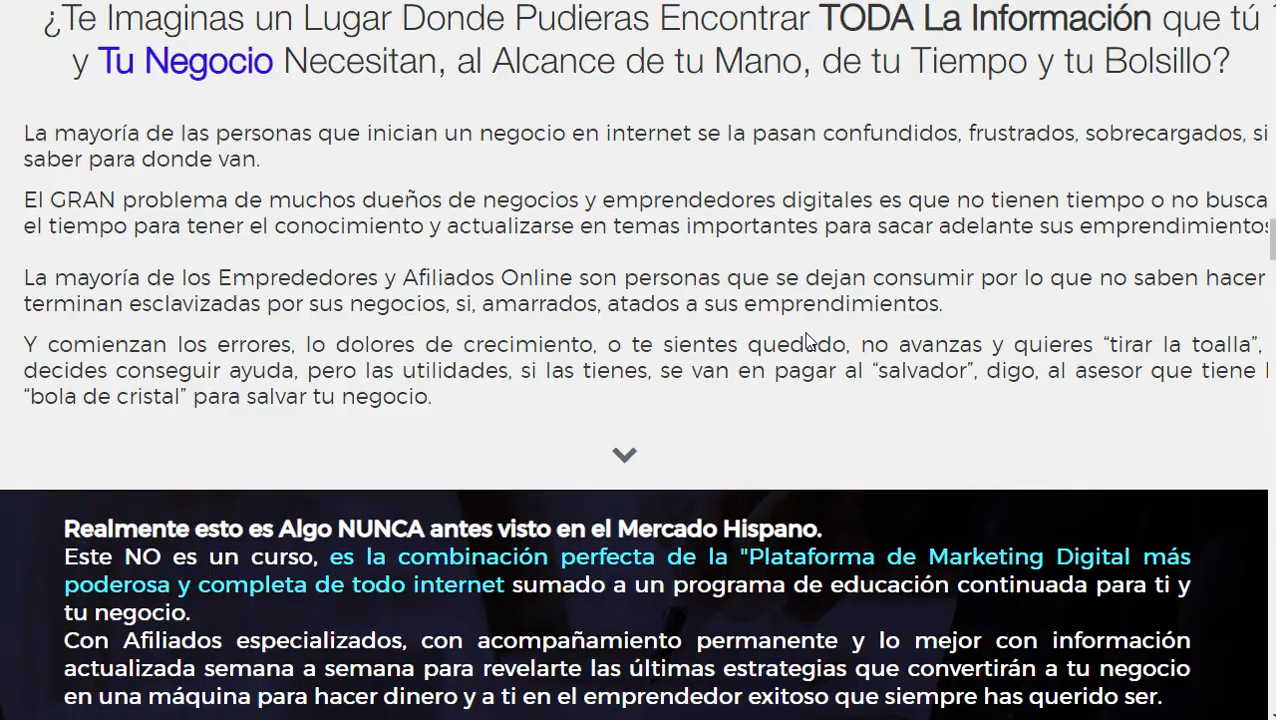 ¿Te Imaginas un Lugar Donde Pudieras Encontrar TODA La Información que tú
y Tu Negocio Necesitan, al Alcance de tu Mano, de tu Tiempo y tu Bolsillo?
La mayoría de las personas que inician un negocio en internet se la pasan confundidos, frustrados, sobrecargados, si
saber para donde van.
El GRAN problema de muchos dueños de negocios y emprendedores digitales es que no tienen tiempo o no busca
el tiempo para tener el conocimiento y actualizarse en temas importantes para sacar adelante sus emprendimientos
La mayoría de los Emprededores y Afiliados Online son personas que se dejan consumir por lo que no saben hacer
terminan esclavizadas por sus negocios, si, amarrados, atados a sus emprendimientos.
Y comienzan los errores, lo dolores de crecimiento, o te sientes quedado, no avanzas y quieres “tirar la toalla”,
decides conseguir ayuda, pero las utilidades, si las tienes, se van en pagar al “salvador”, digo, al asesor que tiene l
“bola de cristal” para salvar tu negocio.
Realmente esto es Algo NUNCA antes visto en el Mercado Hispano.
Este NO es un curso, es la combinación perfecta de la "Plataforma de Marketing Digital más
poderosa y completa de todo internet sumado a un programa de educación continuada para ti y
tu negocio.
Con Afiliados especializados, con acompañamiento permanente y lo mejor con información
actualizada semana a semana para revelarte las últimas estrategias que convertirán a tu negocio
en una máquina para hacer dinero y a ti en el emprendedor exitoso que siempre has querido ser.